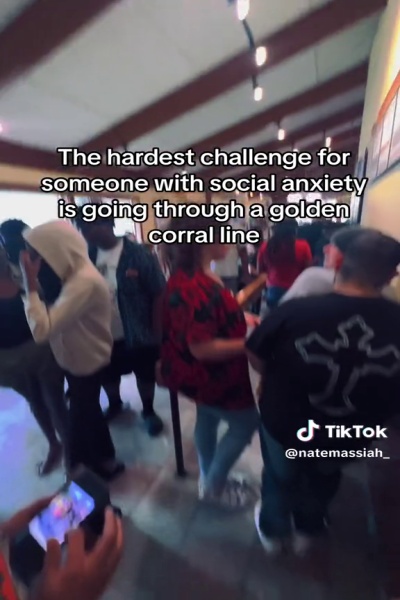 The hardest challenge for
someone with social anxiety
is going through a golden
corral line
TikTok
@natemassiah_